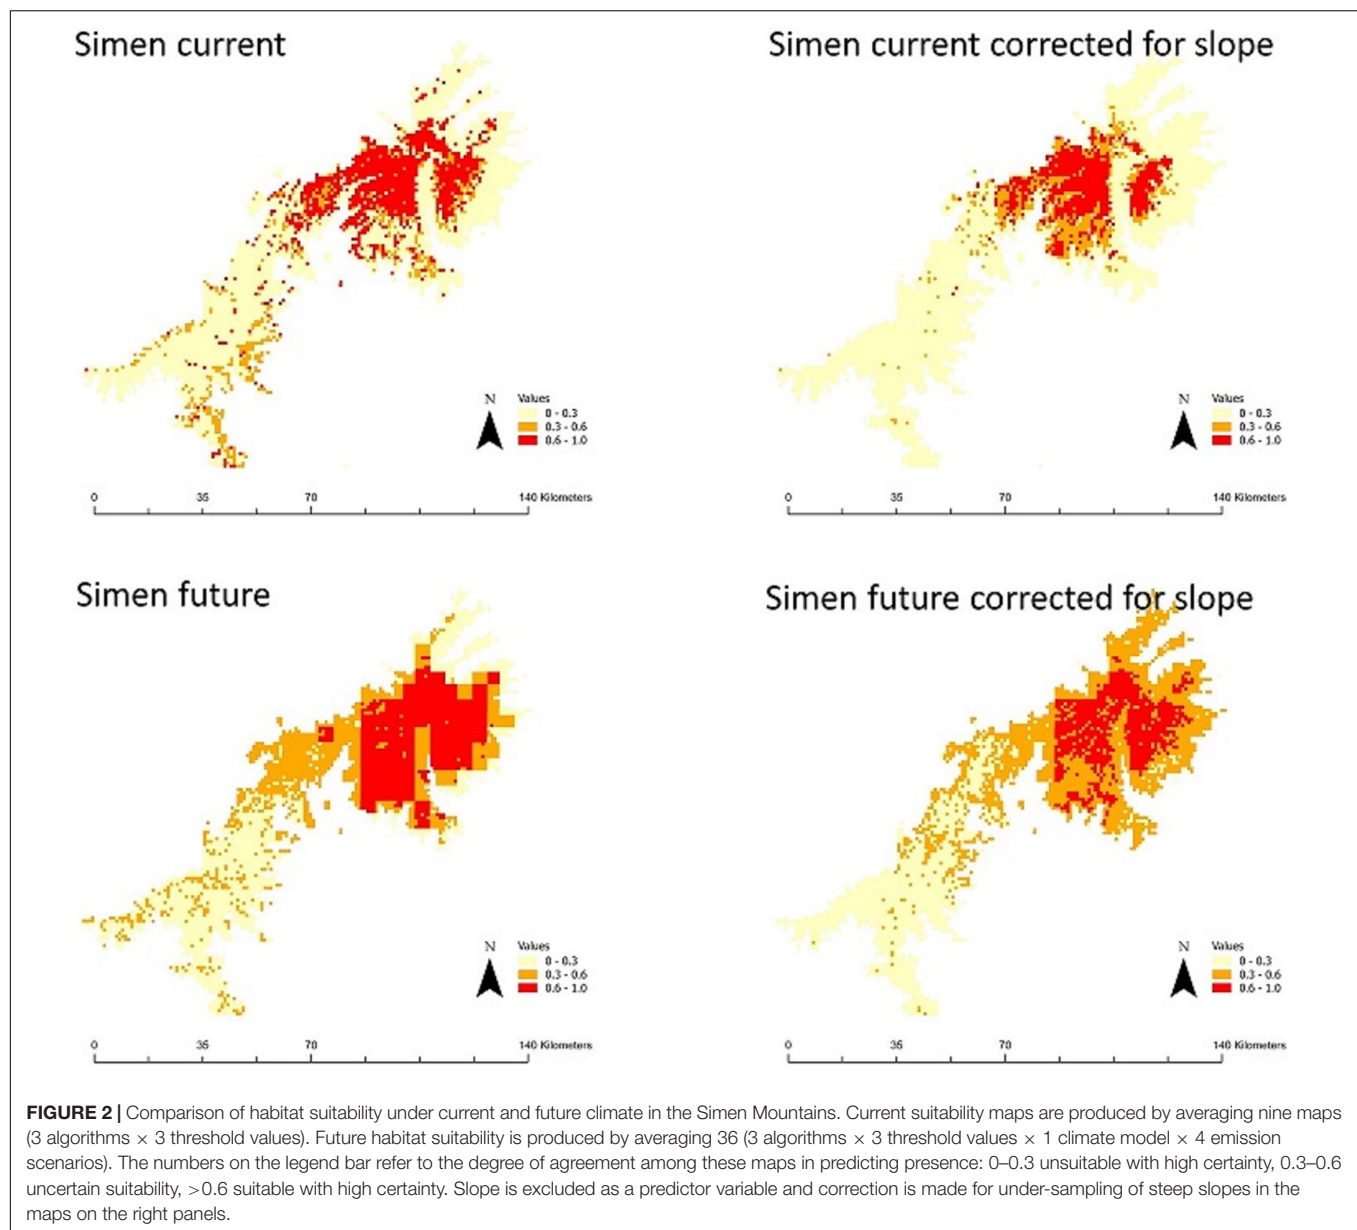 Simen current
Simen current corrected for slope
N
Values
0 - 0.3
0.3 - 0.6
0.6 - 1.0
0 35 70 140 Kilometers
N
Values
0 - 0.3
0.3 - 0.6
0.6 - 1.0
0 35 70 140 Kilometers
Simen future
Simen future corrected for slope
N
Values
0 - 0.3
0.3 - 0.6
0.6 - 1.0
0 35 70 140 Kilometers
N
Values
0 - 0.3
0.3 - 0.6
0.6 - 1.0
0 35 70 140 Kilometers
FIGURE 2 | Comparison of habitat suitability under current and future climate in the Simen Mountains. Current suitability maps are produced by averaging nine maps
(3 algorithms × 3 threshold values). Future habitat suitability is produced by averaging 36 (3 algorithms × 3 threshold values × 1 climate model × 4 emission
scenarios). The numbers on the legend bar refer to the degree of agreement among these maps in predicting presence: 0–0.3 unsuitable with high certainty, 0.3–0.6
uncertain suitability, >0.6 suitable with high certainty. Slope is excluded as a predictor variable and correction is made for under-sampling of steep slopes in the
maps on the right panels.